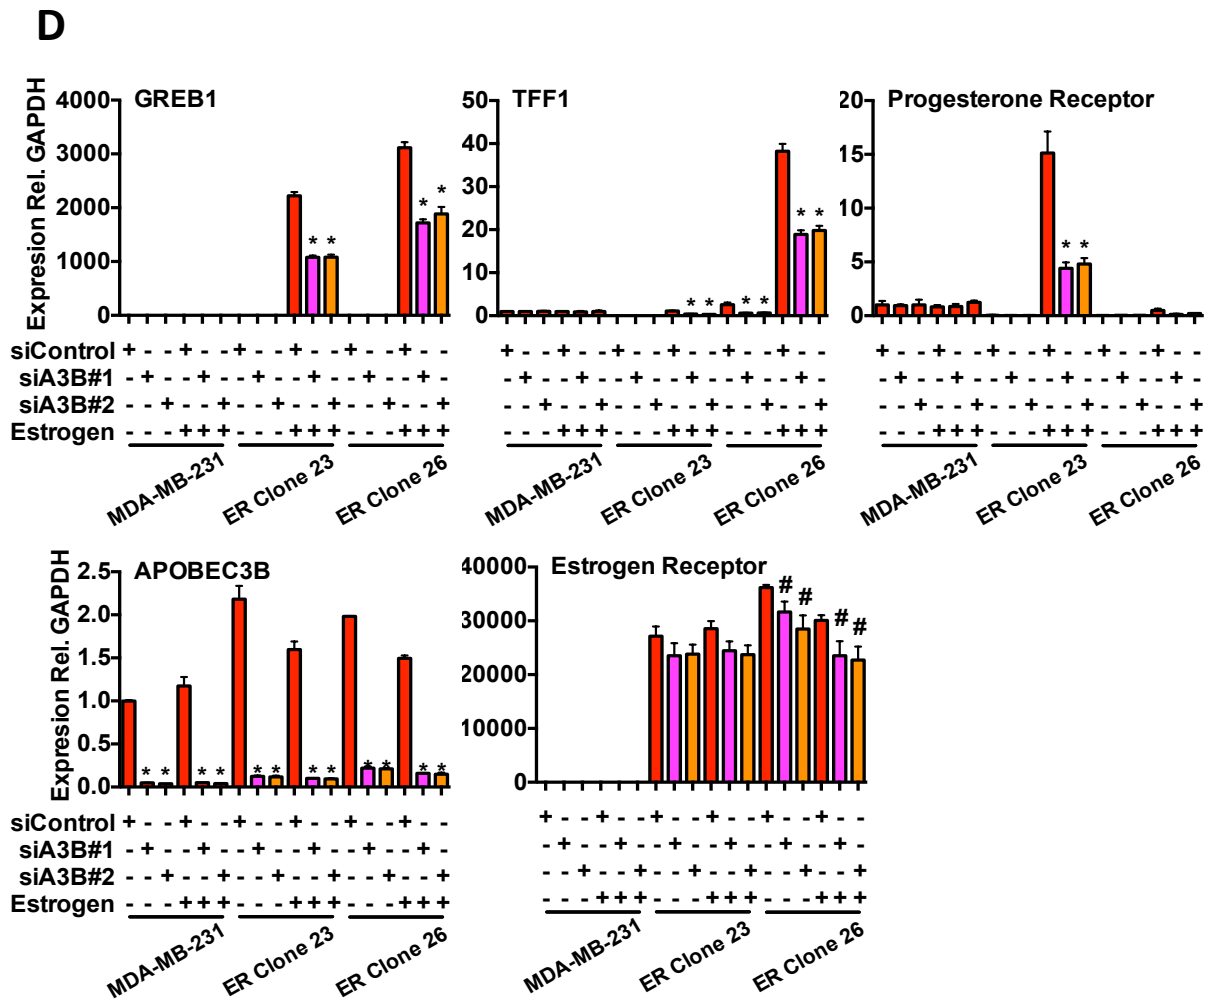 D
GREB1
Expresion Rel. GAPDH
4000
3000
2000
1000
0
* * * *
TFF1
50
40
30
20
10
0
* * * * * *
Progesterone Receptor
20
15
10
5
0
* *
siControl + - - + - - + - - + - - + - - + - - + - - + - - + - - + - - + - - + - - + - - + - - + - - + - - + - - + - -
siA3B#1 - + - - + - - + - - + - - + - - + - - + - - + - - + - - + - - + - - + - - + - - + - - + - - + - - + - - + -
siA3B#2 - - + - - + - - + - - + - - + - - + - - + - - + - - + - - + - - + - - + - - + - - + - - + - - + - - + - - +
Estrogen - - - + + + - - - + + + - - - + + + - - - + + + - - - + + + - - - + + + - - - + + + - - - + + + - - - + + +
MDA-MB-231 ER Clone 23 ER Clone 26 MDA-MB-231 ER Clone 23 ER Clone 26 MDA-MB-231 ER Clone 23 ER Clone 26
APOBEC3B
Expresion Rel. GAPDH
2.5
2.0
1.5
1.0
0.5
0.0
* * * * * * * * * * * *
Estrogen Receptor
40000
30000
20000
10000
0
# # # #
siControl + - - + - - + - - + - - + - - + - - + - - + - - + - - + - - + - - + - -
siA3B#1 - + - - + - - + - - + - - + - - + - - + - - + - - + - - + - - + - - + -
siA3B#2 - - + - - + - - + - - + - - + - - + - - + - - + - - + - - + - - + - - +
Estrogen - - - + + + - - - + + + - - - + + + - - - + + + - - - + + + - - - + + +
MDA-MB-231 ER Clone 23 ER Clone 26 MDA-MB-231 ER Clone 23 ER Clone 26